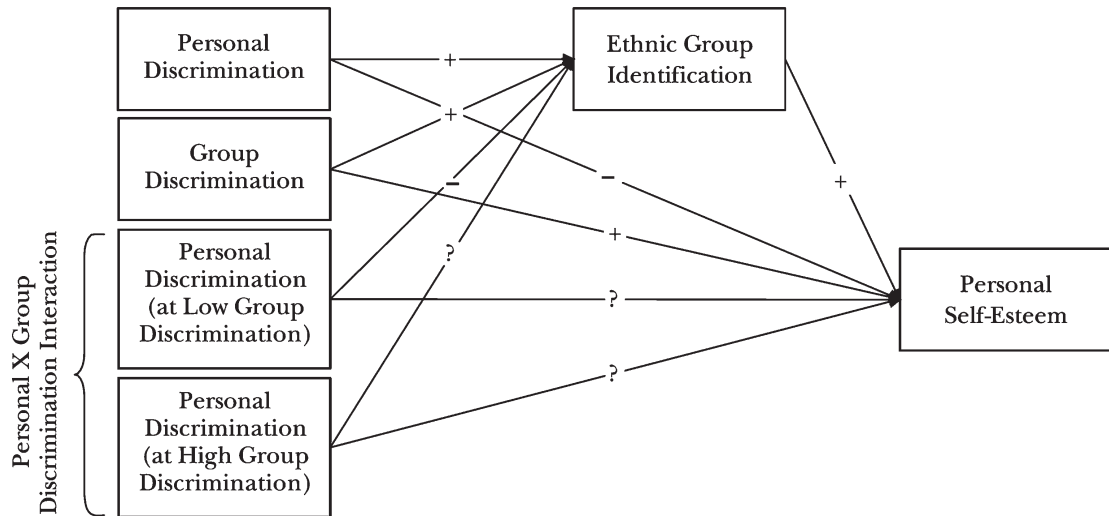 Personal
Discrimination
Group
Discrimination
Personal X Group
Discrimination Interaction
Personal
Discrimination
(at Low Group
Discrimination)
Personal
Discrimination
(at High Group
Discrimination)
+
+
−
?
Ethnic Group
Identification
−
+
?
?
+
Personal
Self-Esteem